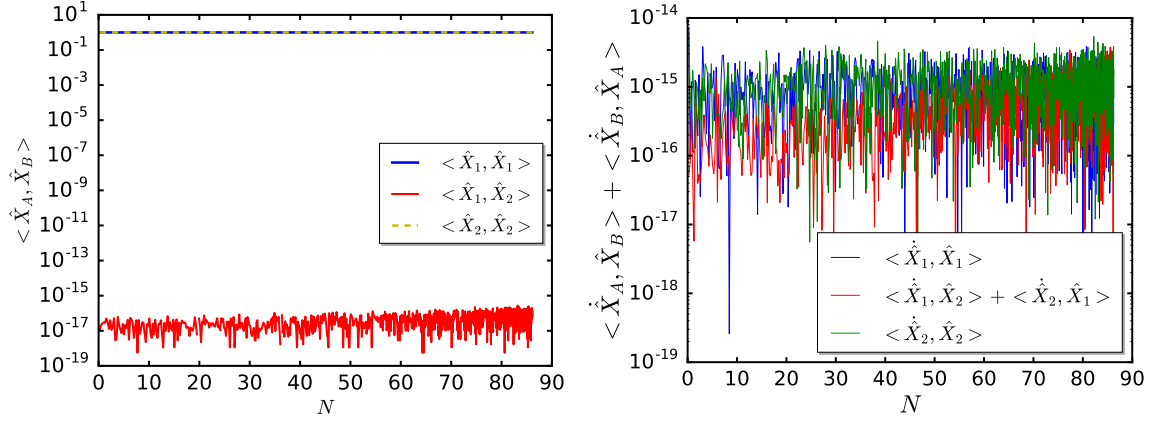 10^1
10^-1
10^-3
10^-5
10^-7
10^-9
10^-11
10^-13
10^-15
10^-17
10^-19
0 10 20 30 40 50 60 70 80 90
N
< X̂_A, X̂_B >
< X̂_1, X̂_1 >
< X̂_1, X̂_2 >
< X̂_2, X̂_2 >
10^-14
10^-15
10^-16
10^-17
10^-18
10^-19
0 10 20 30 40 50 60 70 80 90
N
< Ẋ̂_A, X̂_B > + < Ẋ̂_B, X̂_A >
< Ẋ̂_1, X̂_1 >
< Ẋ̂_1, X̂_2 > + < Ẋ̂_2, X̂_1 >
< Ẋ̂_2, X̂_2 >